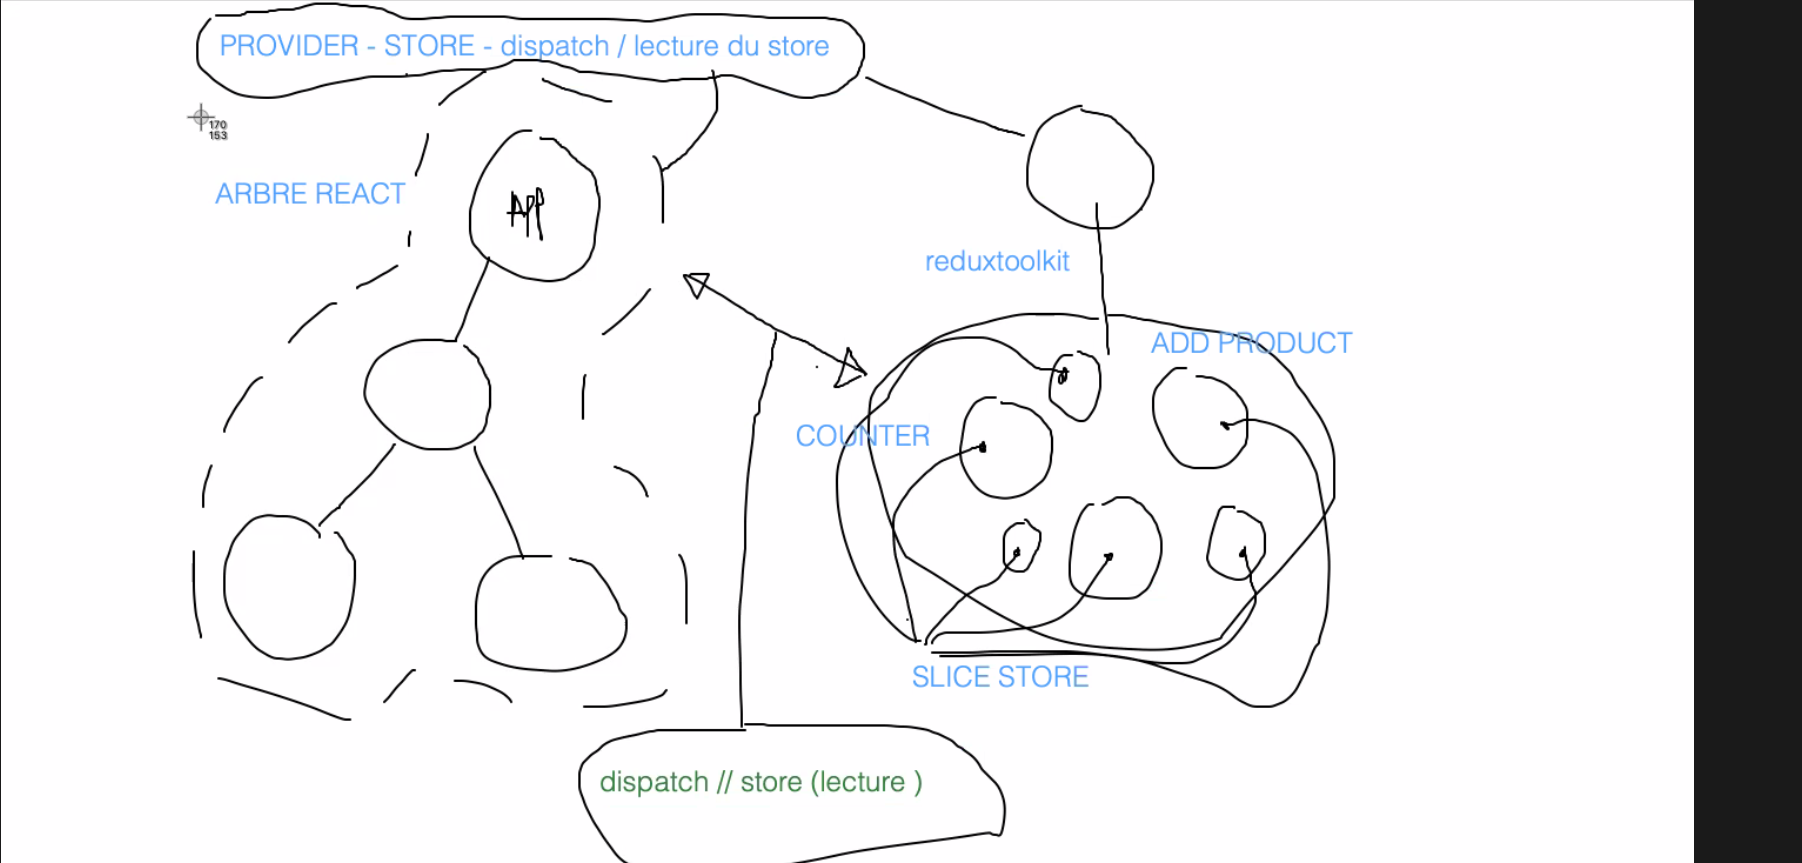 PROVIDER - STORE - dispatch / lecture du store
170
153
ARBRE REACT
APP
reduxtoolkit
ADD PRODUCT
COUNTER
SLICE STORE
dispatch // store (lecture )